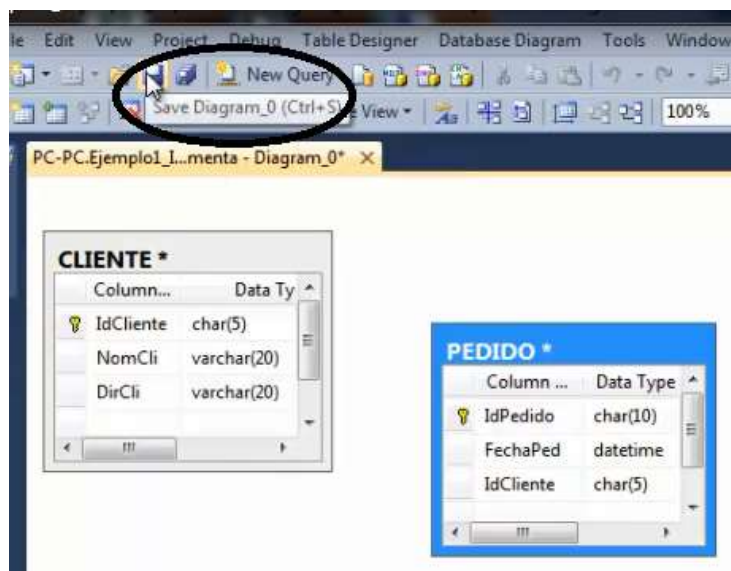 le Edit View Project Debug Table Designer Database Diagram Tools Window
New Query
Save Diagram_0 (Ctrl+S) e View
100%
PC-PC.Ejemplo1_I...menta - Diagram_0* ×
CLIENTE *
Column... Data Ty
IdCliente char(5)
NomCli varchar(20)
DirCli varchar(20)
PEDIDO *
Column ... Data Type
IdPedido char(10)
FechaPed datetime
IdCliente char(5)